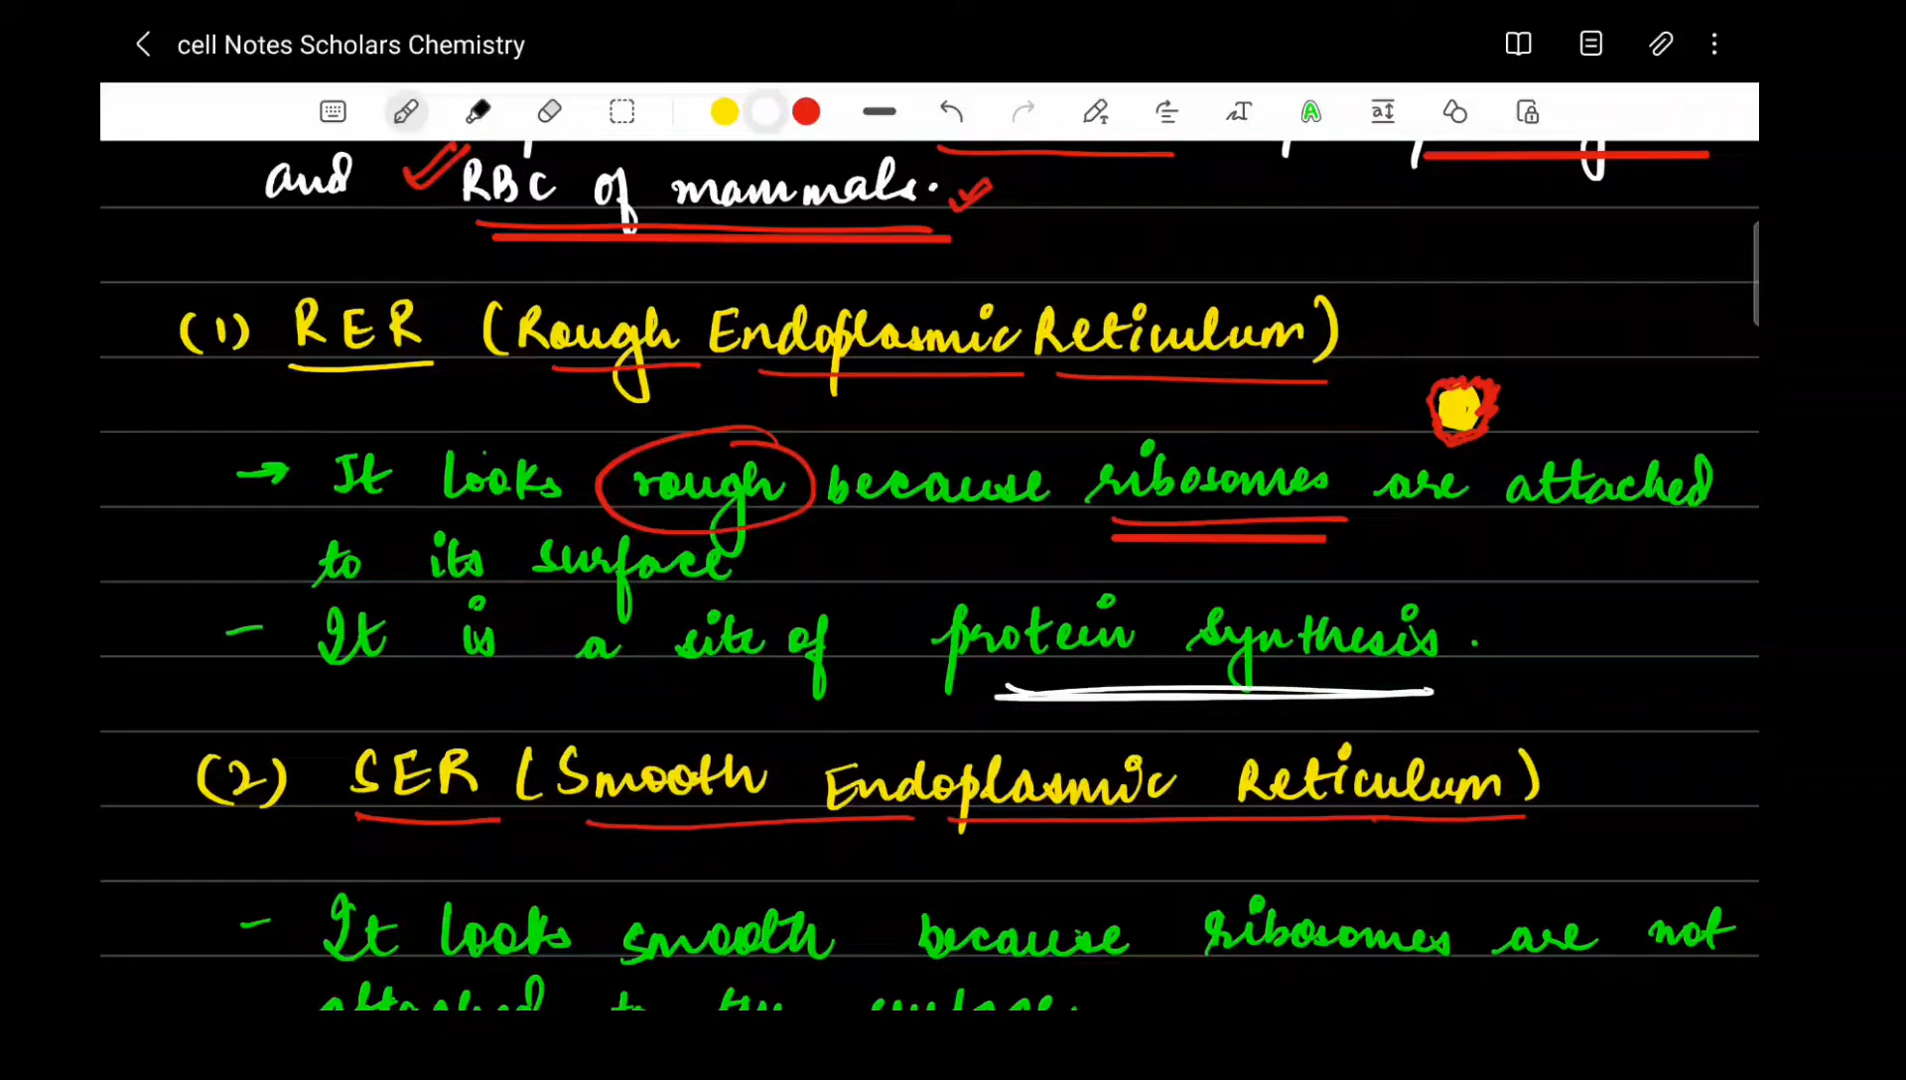 cell Notes Scholars Chemistry
and RBC of mammals.
(1) RER (Rough Endoplasmic Reticulum)
→ It looks rough because ribosomes are attached
to its surface
- It is a site of protein synthesis.
(2) SER (Smooth Endoplasmic Reticulum)
- It looks smooth because ribosomes are not
attached to